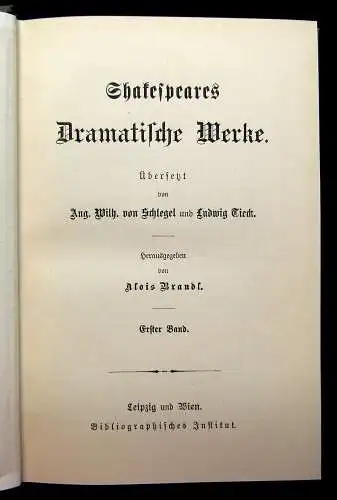 Shakespeares
Dramatische Werke.
Übersetzt
von
Aug. Wilh. von Schlegel und Ludwig Tieck.
Herausgegeben
von
Alois Brandl.
Erster Band.
Leipzig und Wien.
Bibliographisches Institut.